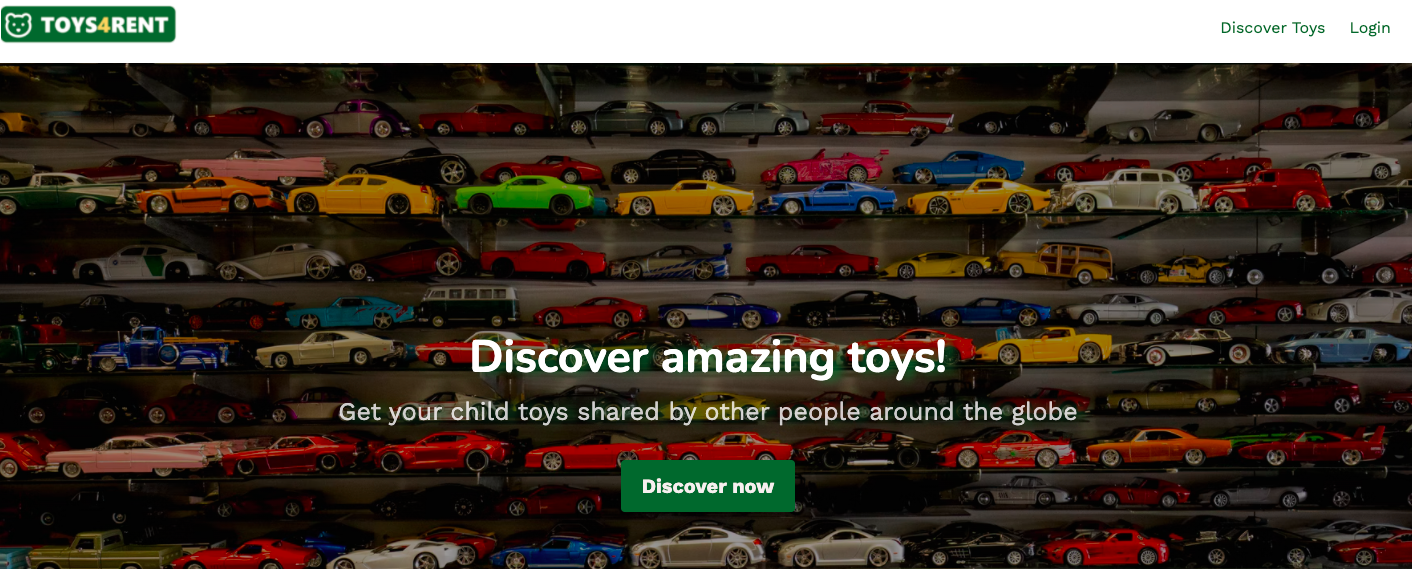 TOYS4RENT
Discover Toys
Login
Discover amazing toys!
Get your child toys shared by other people around the globe
Discover now